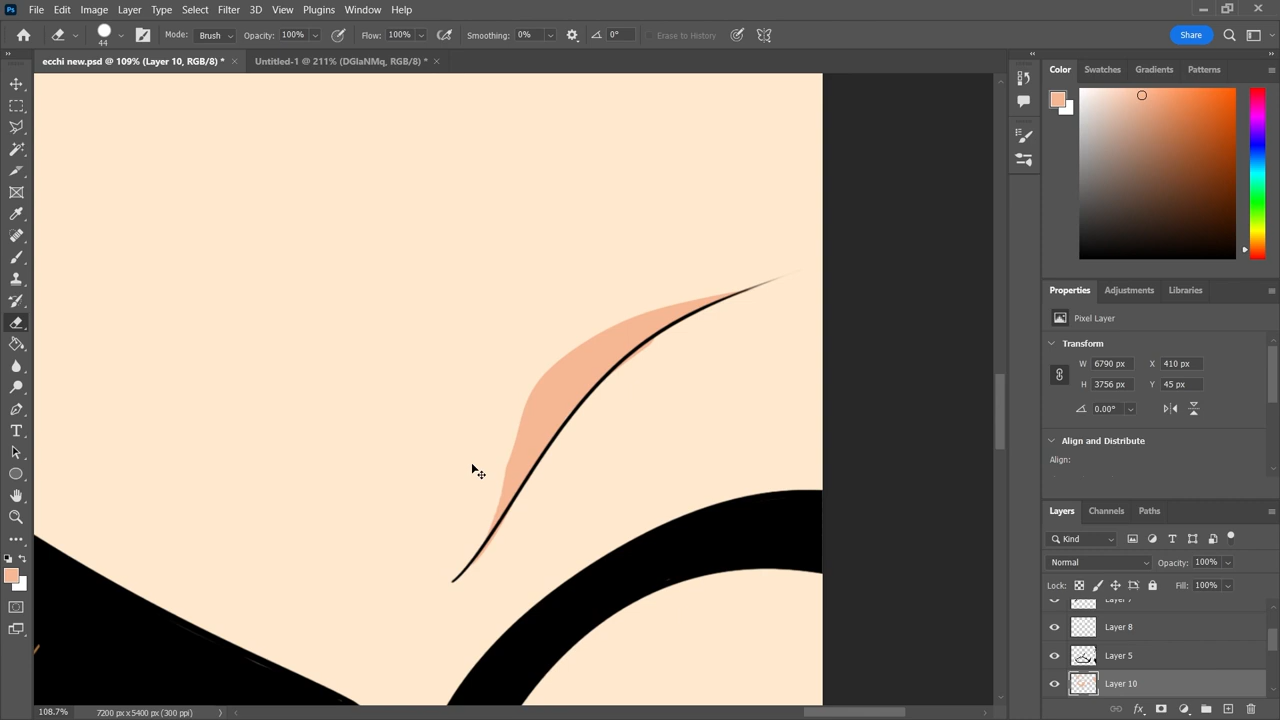 Ps File Edit Image Layer Type Select Filter 3D View Plugins Window Help
44 Mode: Brush Opacity: 100% Flow: 100% Smoothing: 0% 0° Erase to History Share
ecchi new.psd @ 109% (Layer 10, RGB/8) * Untitled-1 @ 211% (DGlaNMq, RGB/8) *
Color Swatches Gradients Patterns
Properties Adjustments Libraries
Pixel Layer
Transform
W 6790 px X 410 px
H 3756 px Y 45 px
0.00°
Align and Distribute
Align:
Layers Channels Paths
Kind
Normal Opacity: 100%
Lock: Fill: 100%
Layer 7
Layer 8
Layer 5
Layer 10
108.7% 7200 px x 5400 px (300 ppi)